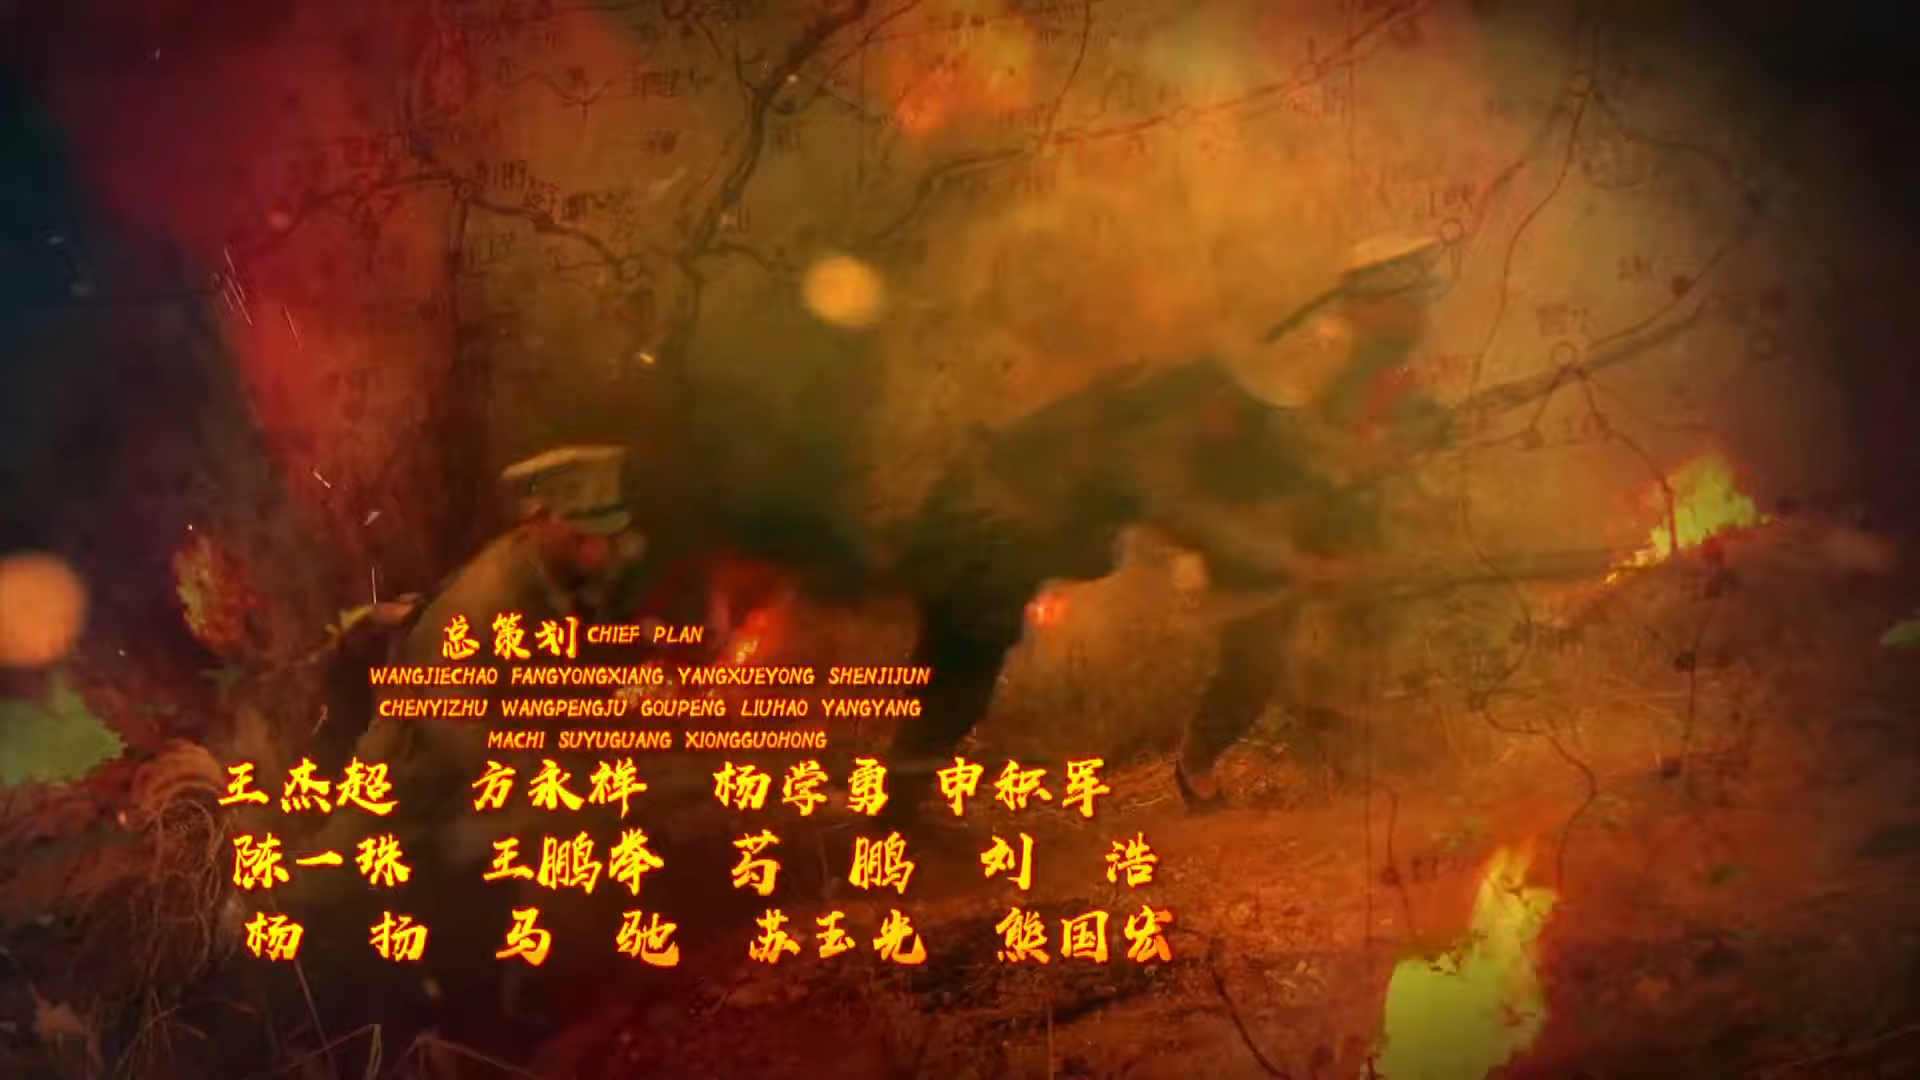 总策划 CHIEF PLAN
WANGJIECHAO FANGYONGXIANG YANGXUEYONG SHENJIJUN
CHENYIZHU WANGPENGJU GOUPENG LIUHAO YANGYANG
MACHI SUYUGUANG XIONGGUOHONG
王杰超 方永祥 杨学勇 申积军
陈一珠 王鹏举 苟 鹏 刘 浩
杨 扬 马 驰 苏玉光 熊国宏